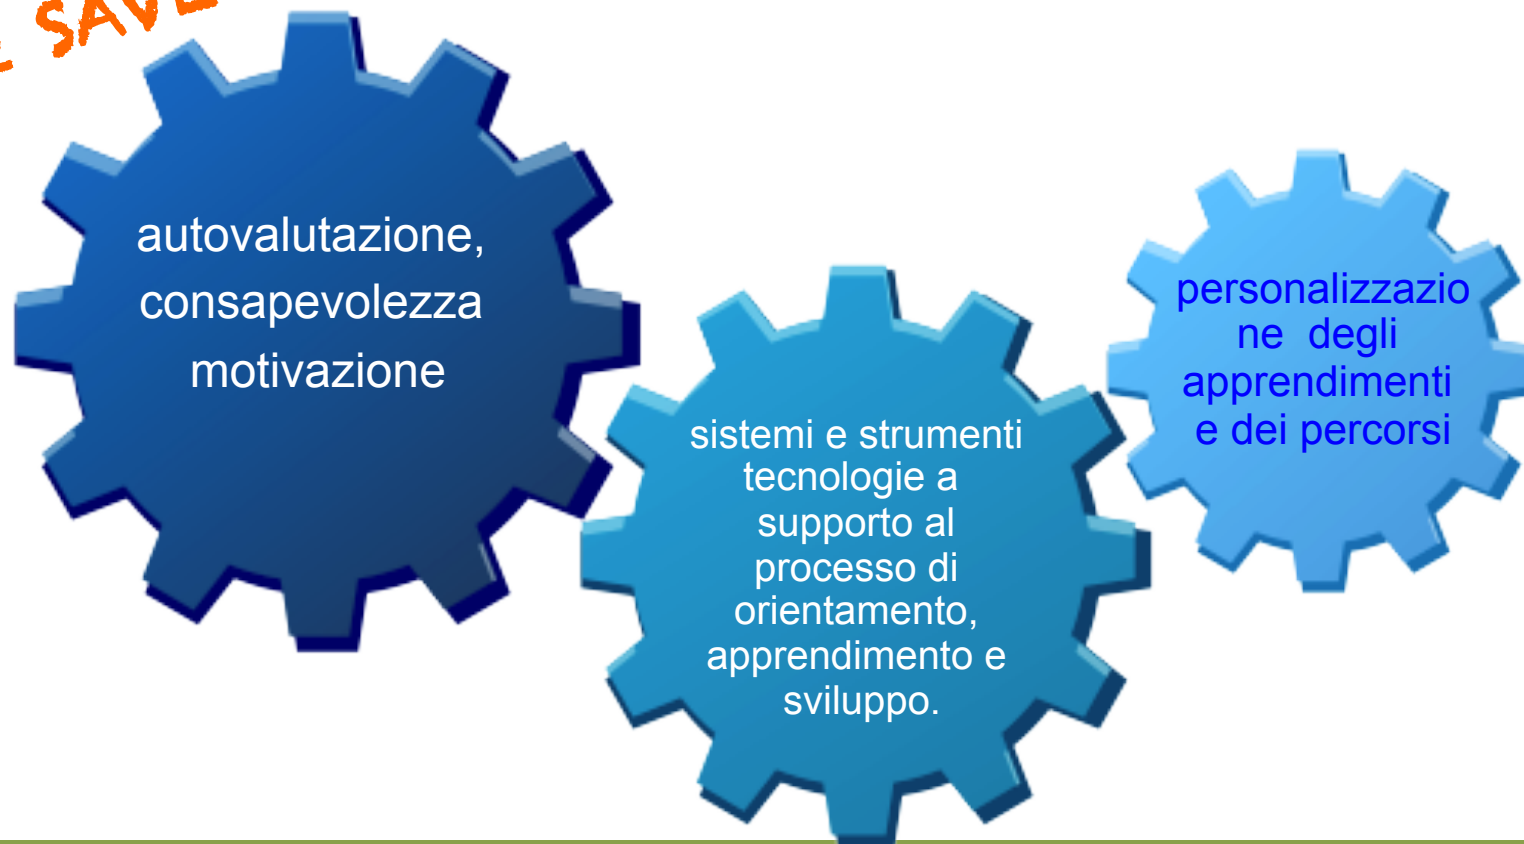 SAVE
autovalutazione,
consapevolezza
motivazione
sistemi e strumenti
tecnologie a
supporto al
processo di
orientamento,
apprendimento e
sviluppo.
personalizzazio
ne degli
apprendimenti
e dei percorsi